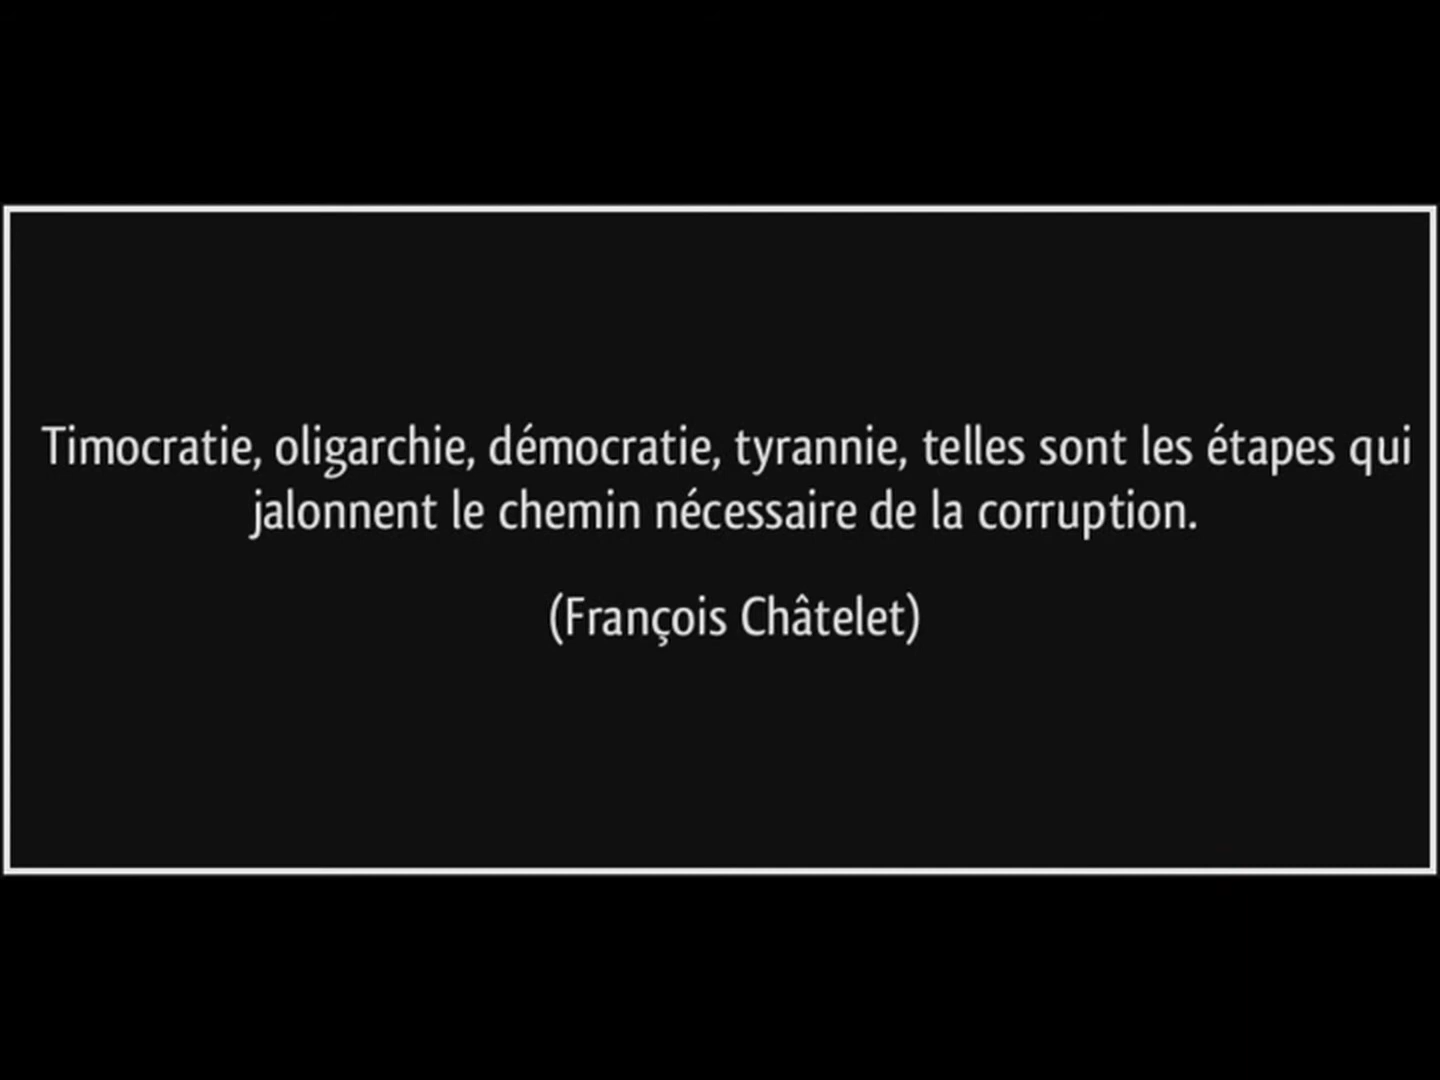 Timocratie, oligarchie, démocratie, tyrannie, telles sont les étapes qui
jalonnent le chemin nécessaire de la corruption.
(François Châtelet)